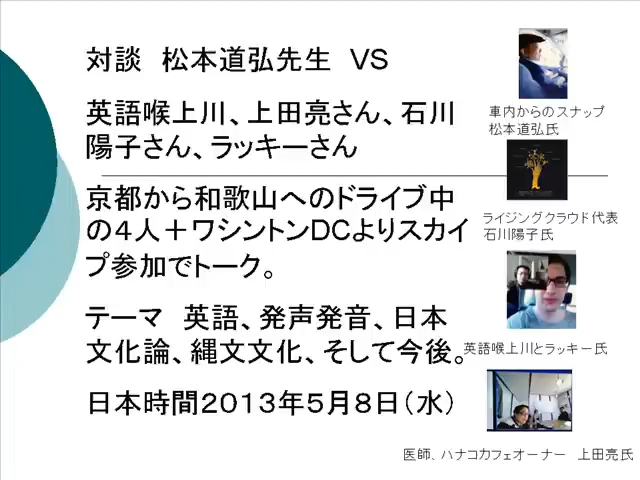 対談　松本道弘先生　VS
英語喉上川、上田亮さん、石川
陽子さん、ラッキーさん
京都から和歌山へのドライブ中
の４人＋ワシントンDCよりスカイ
プ参加でトーク。
テーマ　英語、発声発音、日本
文化論、縄文文化、そして今後。
日本時間２０１３年５月８日（水）
車内からのスナップ
松本道弘氏
ライジングクラウド代表
石川陽子氏
英語喉上川とラッキー氏
医師、ハナコカフェオーナー　上田亮氏